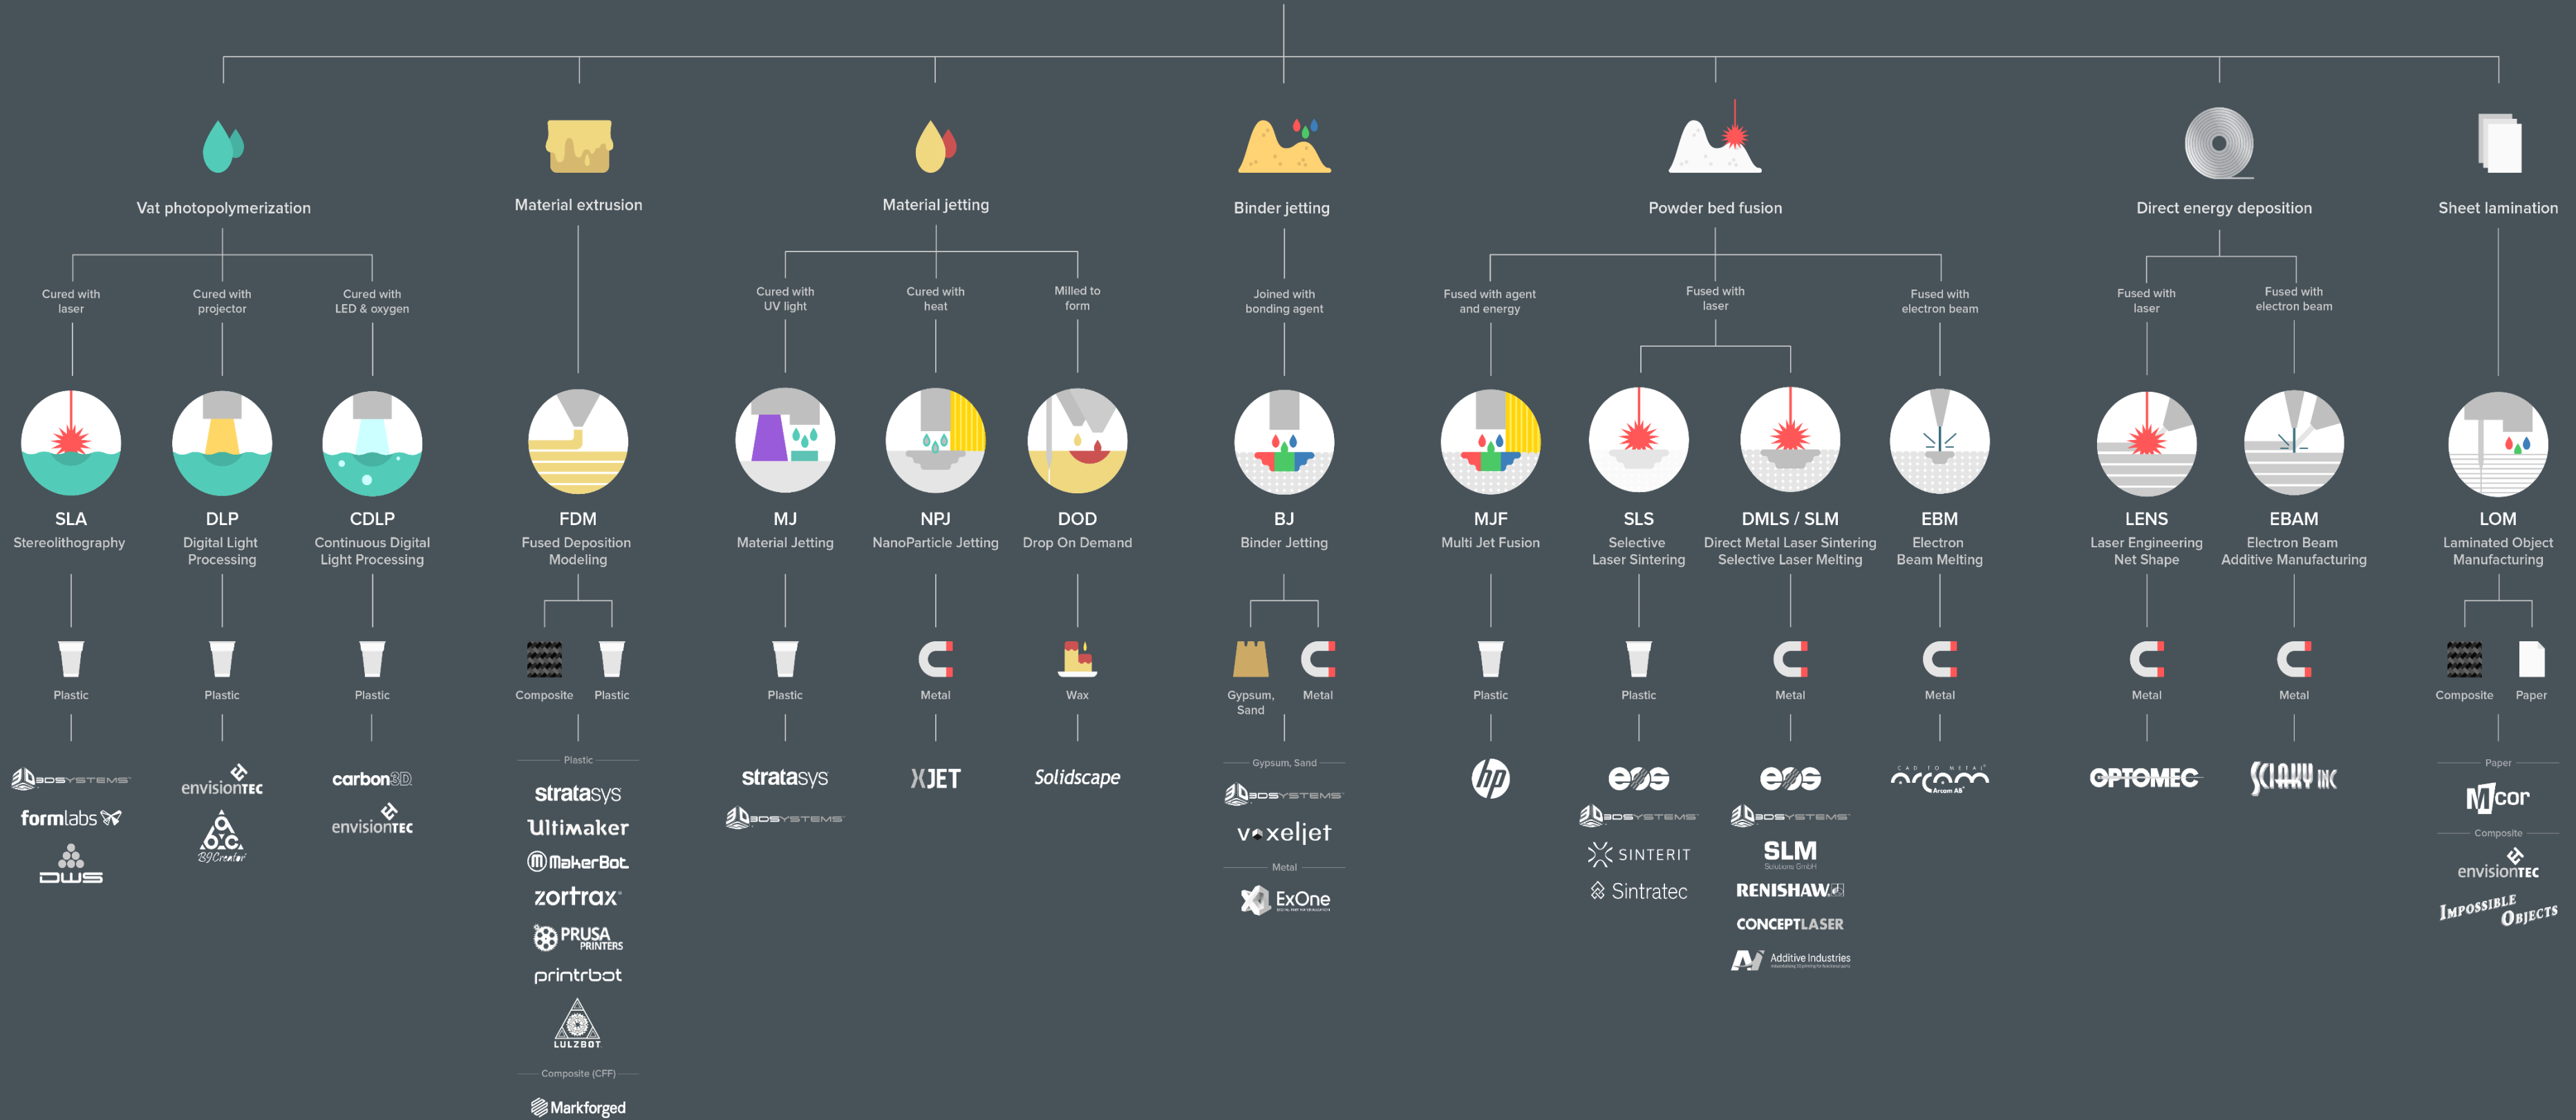 Vat photopolymerization
Material extrusion
Material jetting
Binder jetting
Powder bed fusion
Direct energy deposition
Sheet lamination
Cured with
laser
Cured with
projector
Cured with
LED & oxygen
Cured with
UV light
Cured with
heat
Milled to
form
Joined with
bonding agent
Fused with agent
and energy
Fused with
laser
Fused with
electron beam
Fused with
laser
Fused with
electron beam
SLA
Stereolithography
DLP
Digital Light
Processing
CDLP
Continuous Digital
Light Processing
FDM
Fused Deposition
Modeling
MJ
Material Jetting
NPJ
NanoParticle Jetting
DOD
Drop On Demand
BJ
Binder Jetting
MJF
Multi Jet Fusion
SLS
Selective
Laser Sintering
DMLS / SLM
Direct Metal Laser Sintering
Selective Laser Melting
EBM
Electron
Beam Melting
LENS
Laser Engineering
Net Shape
EBAM
Electron Beam
Additive Manufacturing
LOM
Laminated Object
Manufacturing
Plastic
Plastic
Plastic
Composite
Plastic
Plastic
Metal
Wax
Gypsum,
Sand
Metal
Plastic
Plastic
Metal
Metal
Metal
Metal
Composite
Paper
3DSYSTEMS
formlabs
DWS
envisionTEC
B9Creator
carbon3D
envisionTEC
Plastic
stratasys
Ultimaker
MakerBot
zortrax
PRUSA
PRINTERS
printrbot
LULZBOT
Composite (CFF)
Markforged
stratasys
3DSYSTEMS
XJET
Solidscape
Gypsum, Sand
3DSYSTEMS
voxeljet
Metal
ExOne
hp
eos
3DSYSTEMS
SINTERIT
Sintratec
eos
3DSYSTEMS
SLM
Solutions GmbH
RENISHAW
CONCEPTLASER
Additive Industries
CAD TO METAL
arcam
Arcam AB
OPTOMEC
SCIAKY INC
Paper
Mcor
Composite
envisionTEC
IMPOSSIBLE
OBJECTS